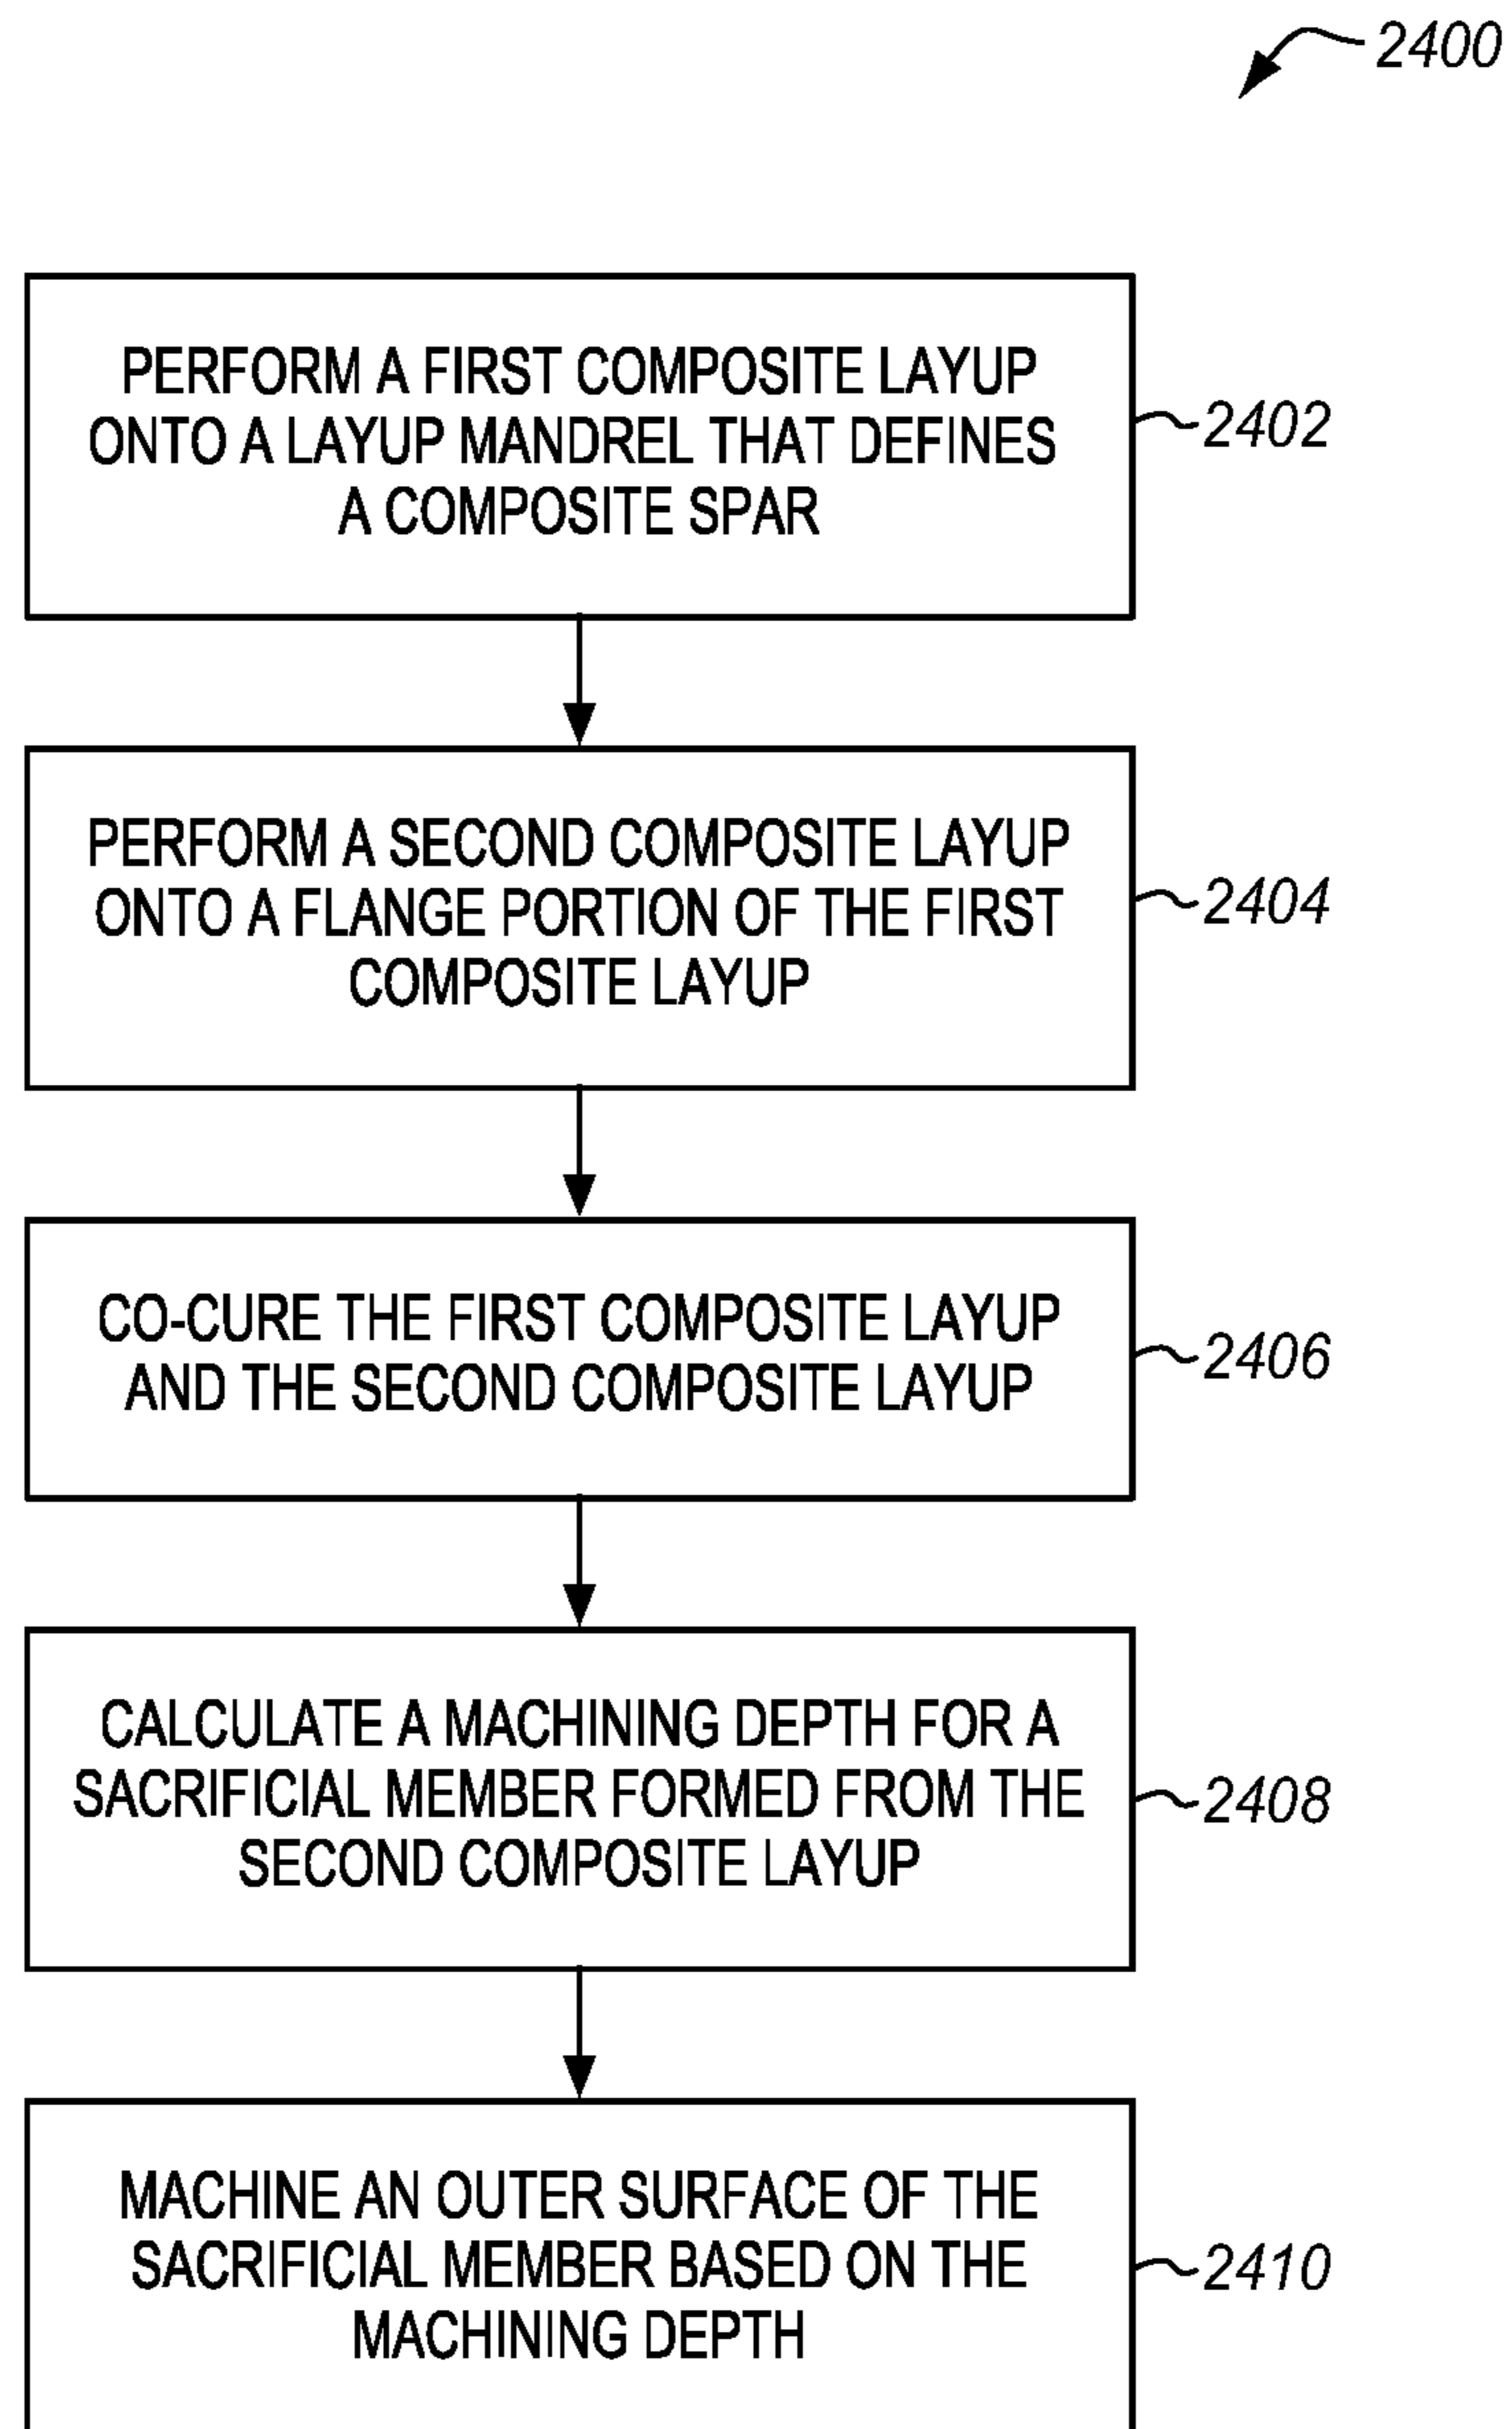 2400
PERFORM A FIRST COMPOSITE LAYUP
ONTO A LAYUP MANDREL THAT DEFINES
A COMPOSITE SPAR
2402
PERFORM A SECOND COMPOSITE LAYUP
ONTO A FLANGE PORTION OF THE FIRST
COMPOSITE LAYUP
2404
CO-CURE THE FIRST COMPOSITE LAYUP
AND THE SECOND COMPOSITE LAYUP
2406
CALCULATE A MACHINING DEPTH FOR A
SACRIFICIAL MEMBER FORMED FROM THE
SECOND COMPOSITE LAYUP
2408
MACHINE AN OUTER SURFACE OF THE
SACRIFICIAL MEMBER BASED ON THE
MACHINING DEPTH
2410